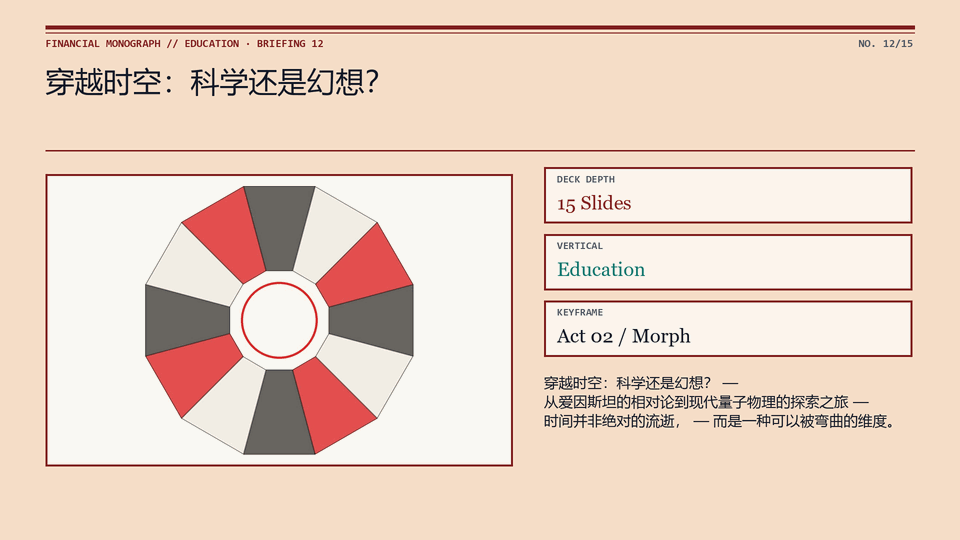 FINANCIAL MONOGRAPH // EDUCATION · BRIEFING 12
NO. 12/15
穿越时空：科学还是幻想？
DECK DEPTH
15 Slides
VERTICAL
Education
KEYFRAME
Act 02 / Morph
穿越时空：科学还是幻想？ —
从爱因斯坦的相对论到现代量子物理的探索之旅 —
时间并非绝对的流逝， — 而是一种可以被弯曲的维度。